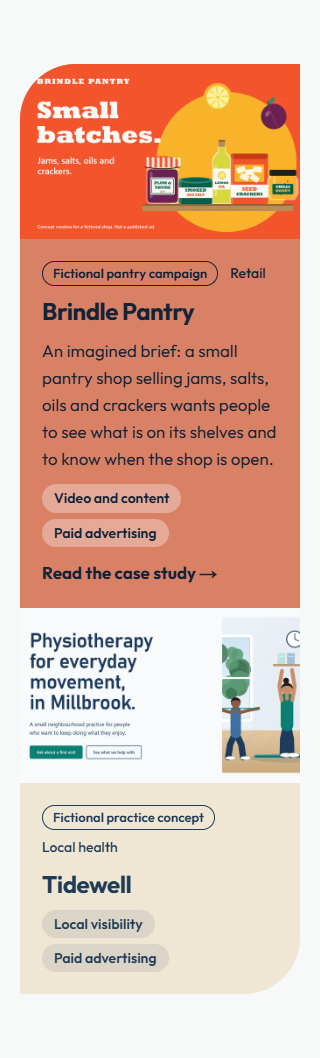 BRINDLE PANTRY
Small
batches.
Jams, salts, oils and
crackers.
PLUM &
THYME
SMOKED
SEA SALT
LEMON
OIL
SEED
CRACKERS
CHILLI
HONEY
Concept creative for a fictional shop. Not a published ad.
Fictional pantry campaign
Retail
Brindle Pantry
An imagined brief: a small
pantry shop selling jams, salts,
oils and crackers wants people
to see what is on its shelves and
to know when the shop is open.
Video and content
Paid advertising
Read the case study →
Physiotherapy
for everyday
movement,
in Millbrook.
A small neighbourhood practice for people
who want to keep doing what they enjoy.
Ask about a first visit
See what we help with
Fictional practice concept
Local health
Tidewell
Local visibility
Paid advertising